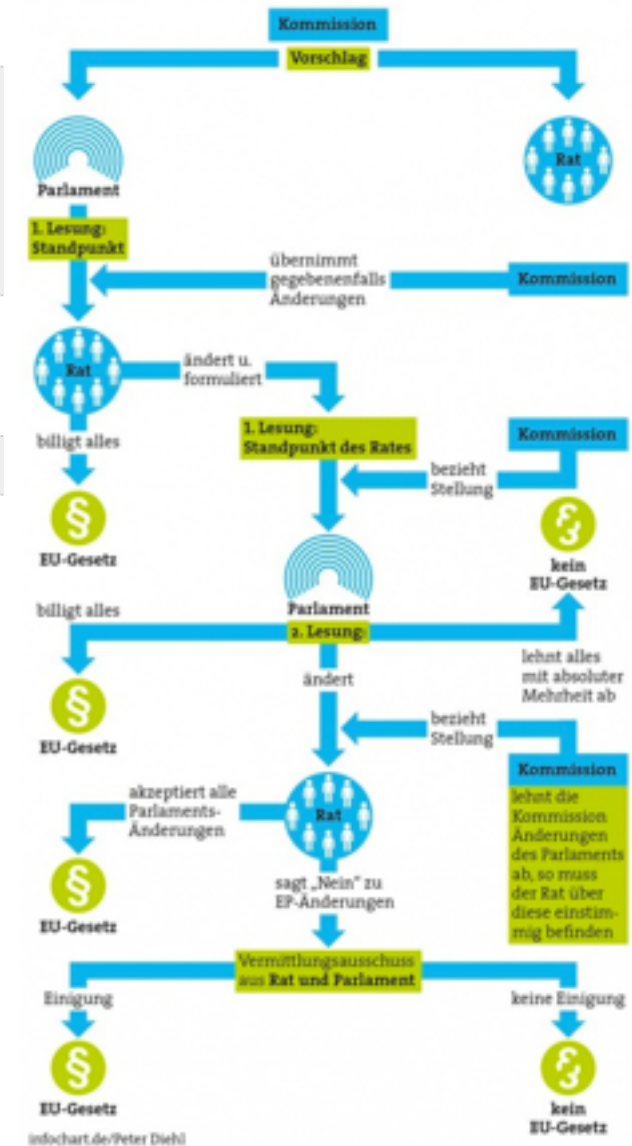 Kommission
Vorschlag
Parlament
Rat
1. Lesung:
Standpunkt
übernimmt
gegebenenfalls
Änderungen
Kommission
Rat
ändert u.
formuliert
billigt alles
§
EU-Gesetz
1. Lesung:
Standpunkt des Rates
Kommission
bezieht
Stellung
kein
EU-Gesetz
Parlament
2. Lesung:
billigt alles
§
EU-Gesetz
lehnt alles
mit absoluter
Mehrheit ab
ändert
bezieht
Stellung
Kommission
lehnt die
Kommission
Änderungen
des Parlaments
ab, so muss
der Rat über
diese einstim-
mig befinden
Rat
akzeptiert alle
Parlaments-
Änderungen
§
EU-Gesetz
sagt „Nein" zu
EP-Änderungen
Vermittlungsausschuss
aus Rat und Parlament
Einigung
§
EU-Gesetz
keine Einigung
kein
EU-Gesetz
infochart.de/Peter Diehl